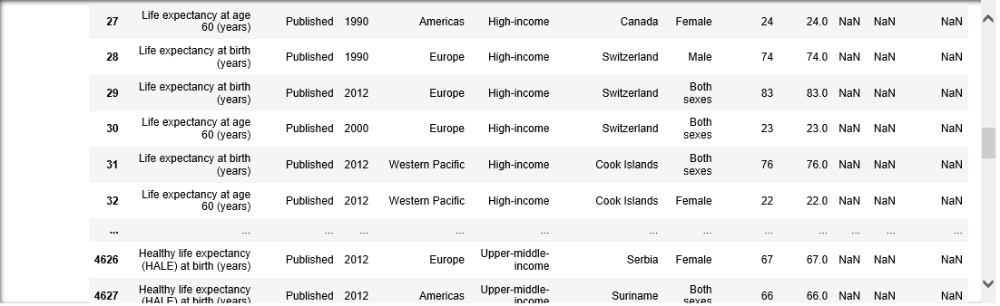 27 Life expectancy at age 60 (years) Published 1990 Americas High-income Canada Female 24 24.0 NaN NaN NaN
28 Life expectancy at birth (years) Published 1990 Europe High-income Switzerland Male 74 74.0 NaN NaN NaN
29 Life expectancy at birth (years) Published 2012 Europe High-income Switzerland Both sexes 83 83.0 NaN NaN NaN
30 Life expectancy at age 60 (years) Published 2000 Europe High-income Switzerland Both sexes 23 23.0 NaN NaN NaN
31 Life expectancy at birth (years) Published 2012 Western Pacific High-income Cook Islands Both sexes 76 76.0 NaN NaN NaN
32 Life expectancy at age 60 (years) Published 2012 Western Pacific High-income Cook Islands Female 22 22.0 NaN NaN NaN
... ... ... ... ... ... ... ... ... ... ... ... ...
4626 Healthy life expectancy (HALE) at birth (years) Published 2012 Europe Upper-middle-income Serbia Female 67 67.0 NaN NaN NaN
4627 Healthy life expectancy (HALE) at birth (years) Published 2012 Americas Upper-middle-income Suriname Both sexes 66 66.0 NaN NaN NaN